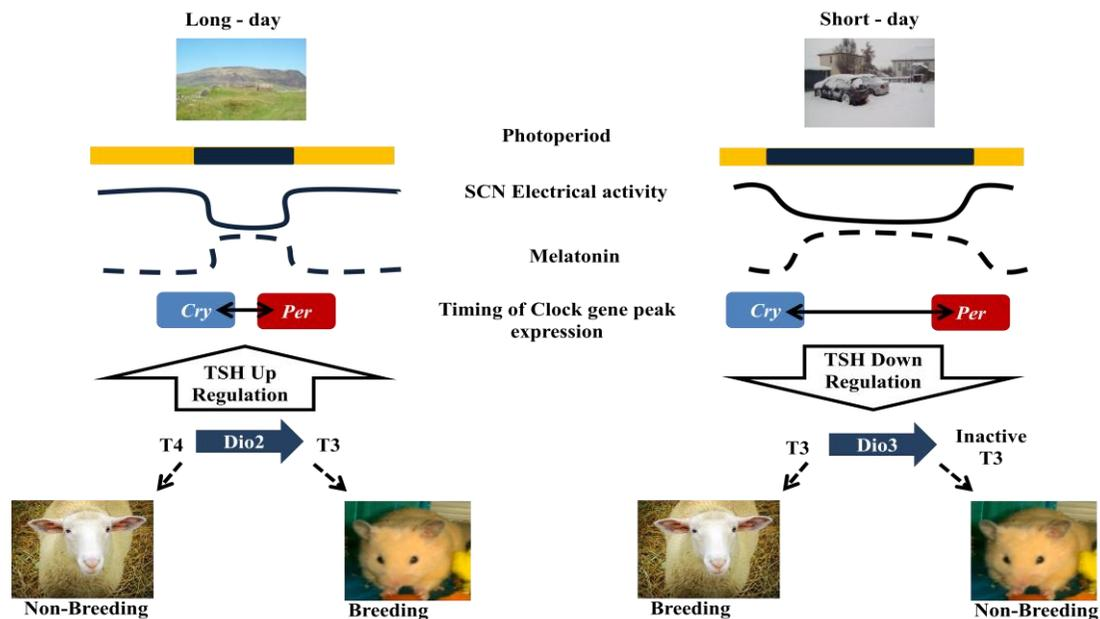 Long - day
Short - day
Photoperiod
SCN Electrical activity
Melatonin
Cry
Per
Timing of Clock gene peak
expression
Cry
Per
TSH Up
Regulation
TSH Down
Regulation
T4
Dio2
T3
T3
Dio3
Inactive
T3
Non-Breeding
Breeding
Breeding
Non-Breeding